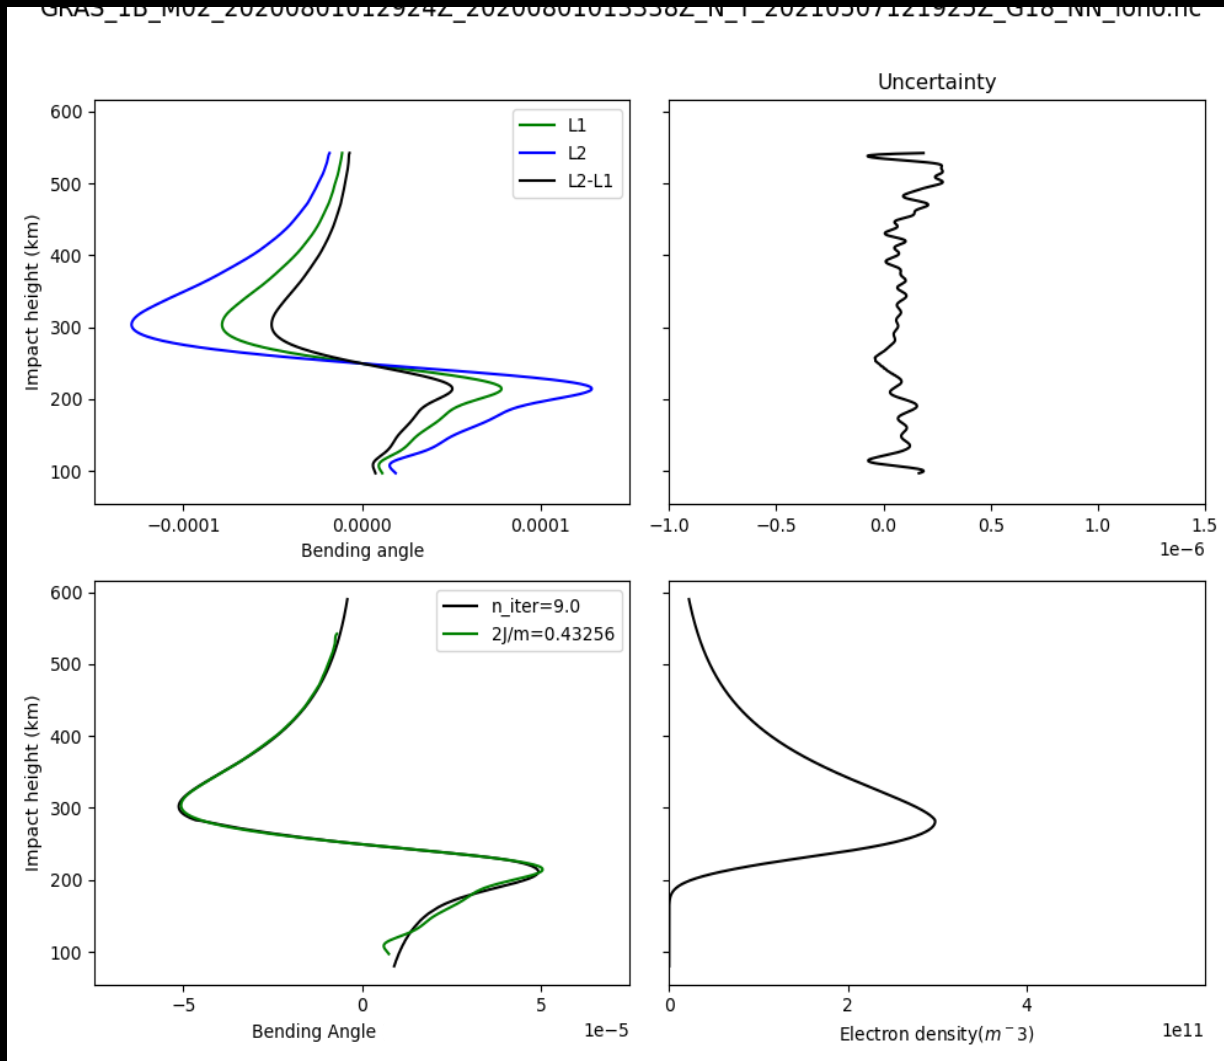 GRAS_1B_M02_20200801012924Z_20200801013338Z_N_T_20210507121925Z_G18_NN_iono.nc
Uncertainty
600
500
400
300
200
100
Impact height (km)
L1
L2
L2-L1
−0.0001 0.0000 0.0001
Bending angle
−1.0 −0.5 0.0 0.5 1.0 1.5
1e−6
600
500
400
300
200
100
Impact height (km)
n_iter=9.0
2J/m=0.43256
−5 0 5
Bending Angle 1e−5
0 2 4
Electron density(m⁻3) 1e11